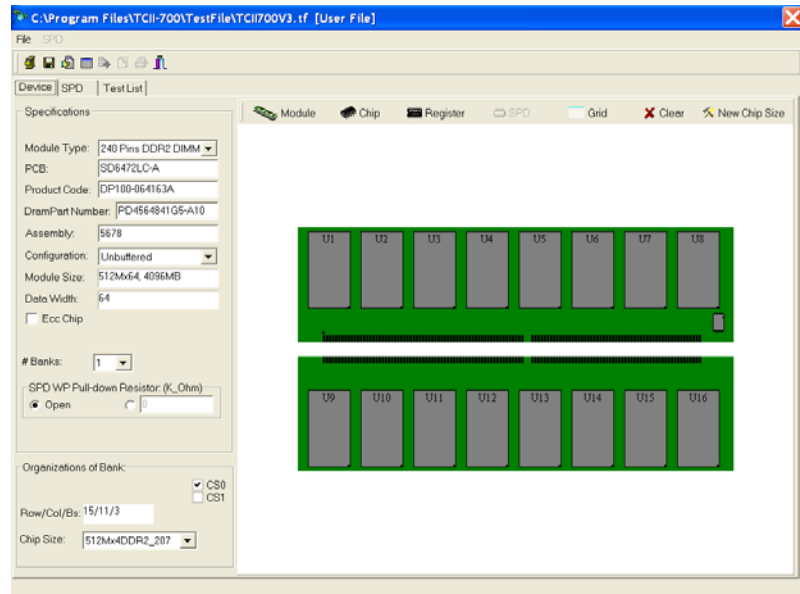 C:\Program Files\TCII-700\TestFile\TCII700V3.tf [User File]
File SPD
Device SPD Test List
Specifications
Module Chip Register SPD Grid Clear New Chip Size
Module Type: 240 Pins DDR2 DIMM
PCB: SD6472LC-A
Product Code: DP100-064163A
DramPart Number: PD4564841G5-A10
Assembly: 5678
Configuration: Unbuffered
Module Size: 512Mx64, 4096MB
Data Width: 64
Ecc Chip
# Banks: 1
SPD WP Pull-down Resistor: (K_Ohm)
Open 0
Organizations of Bank:
CS0
CS1
Row/Col/Bs: 15/11/3
Chip Size: 512Mx4DDR2_207
U1 U2 U3 U4 U5 U6 U7 U8
U9 U10 U11 U12 U13 U14 U15 U16